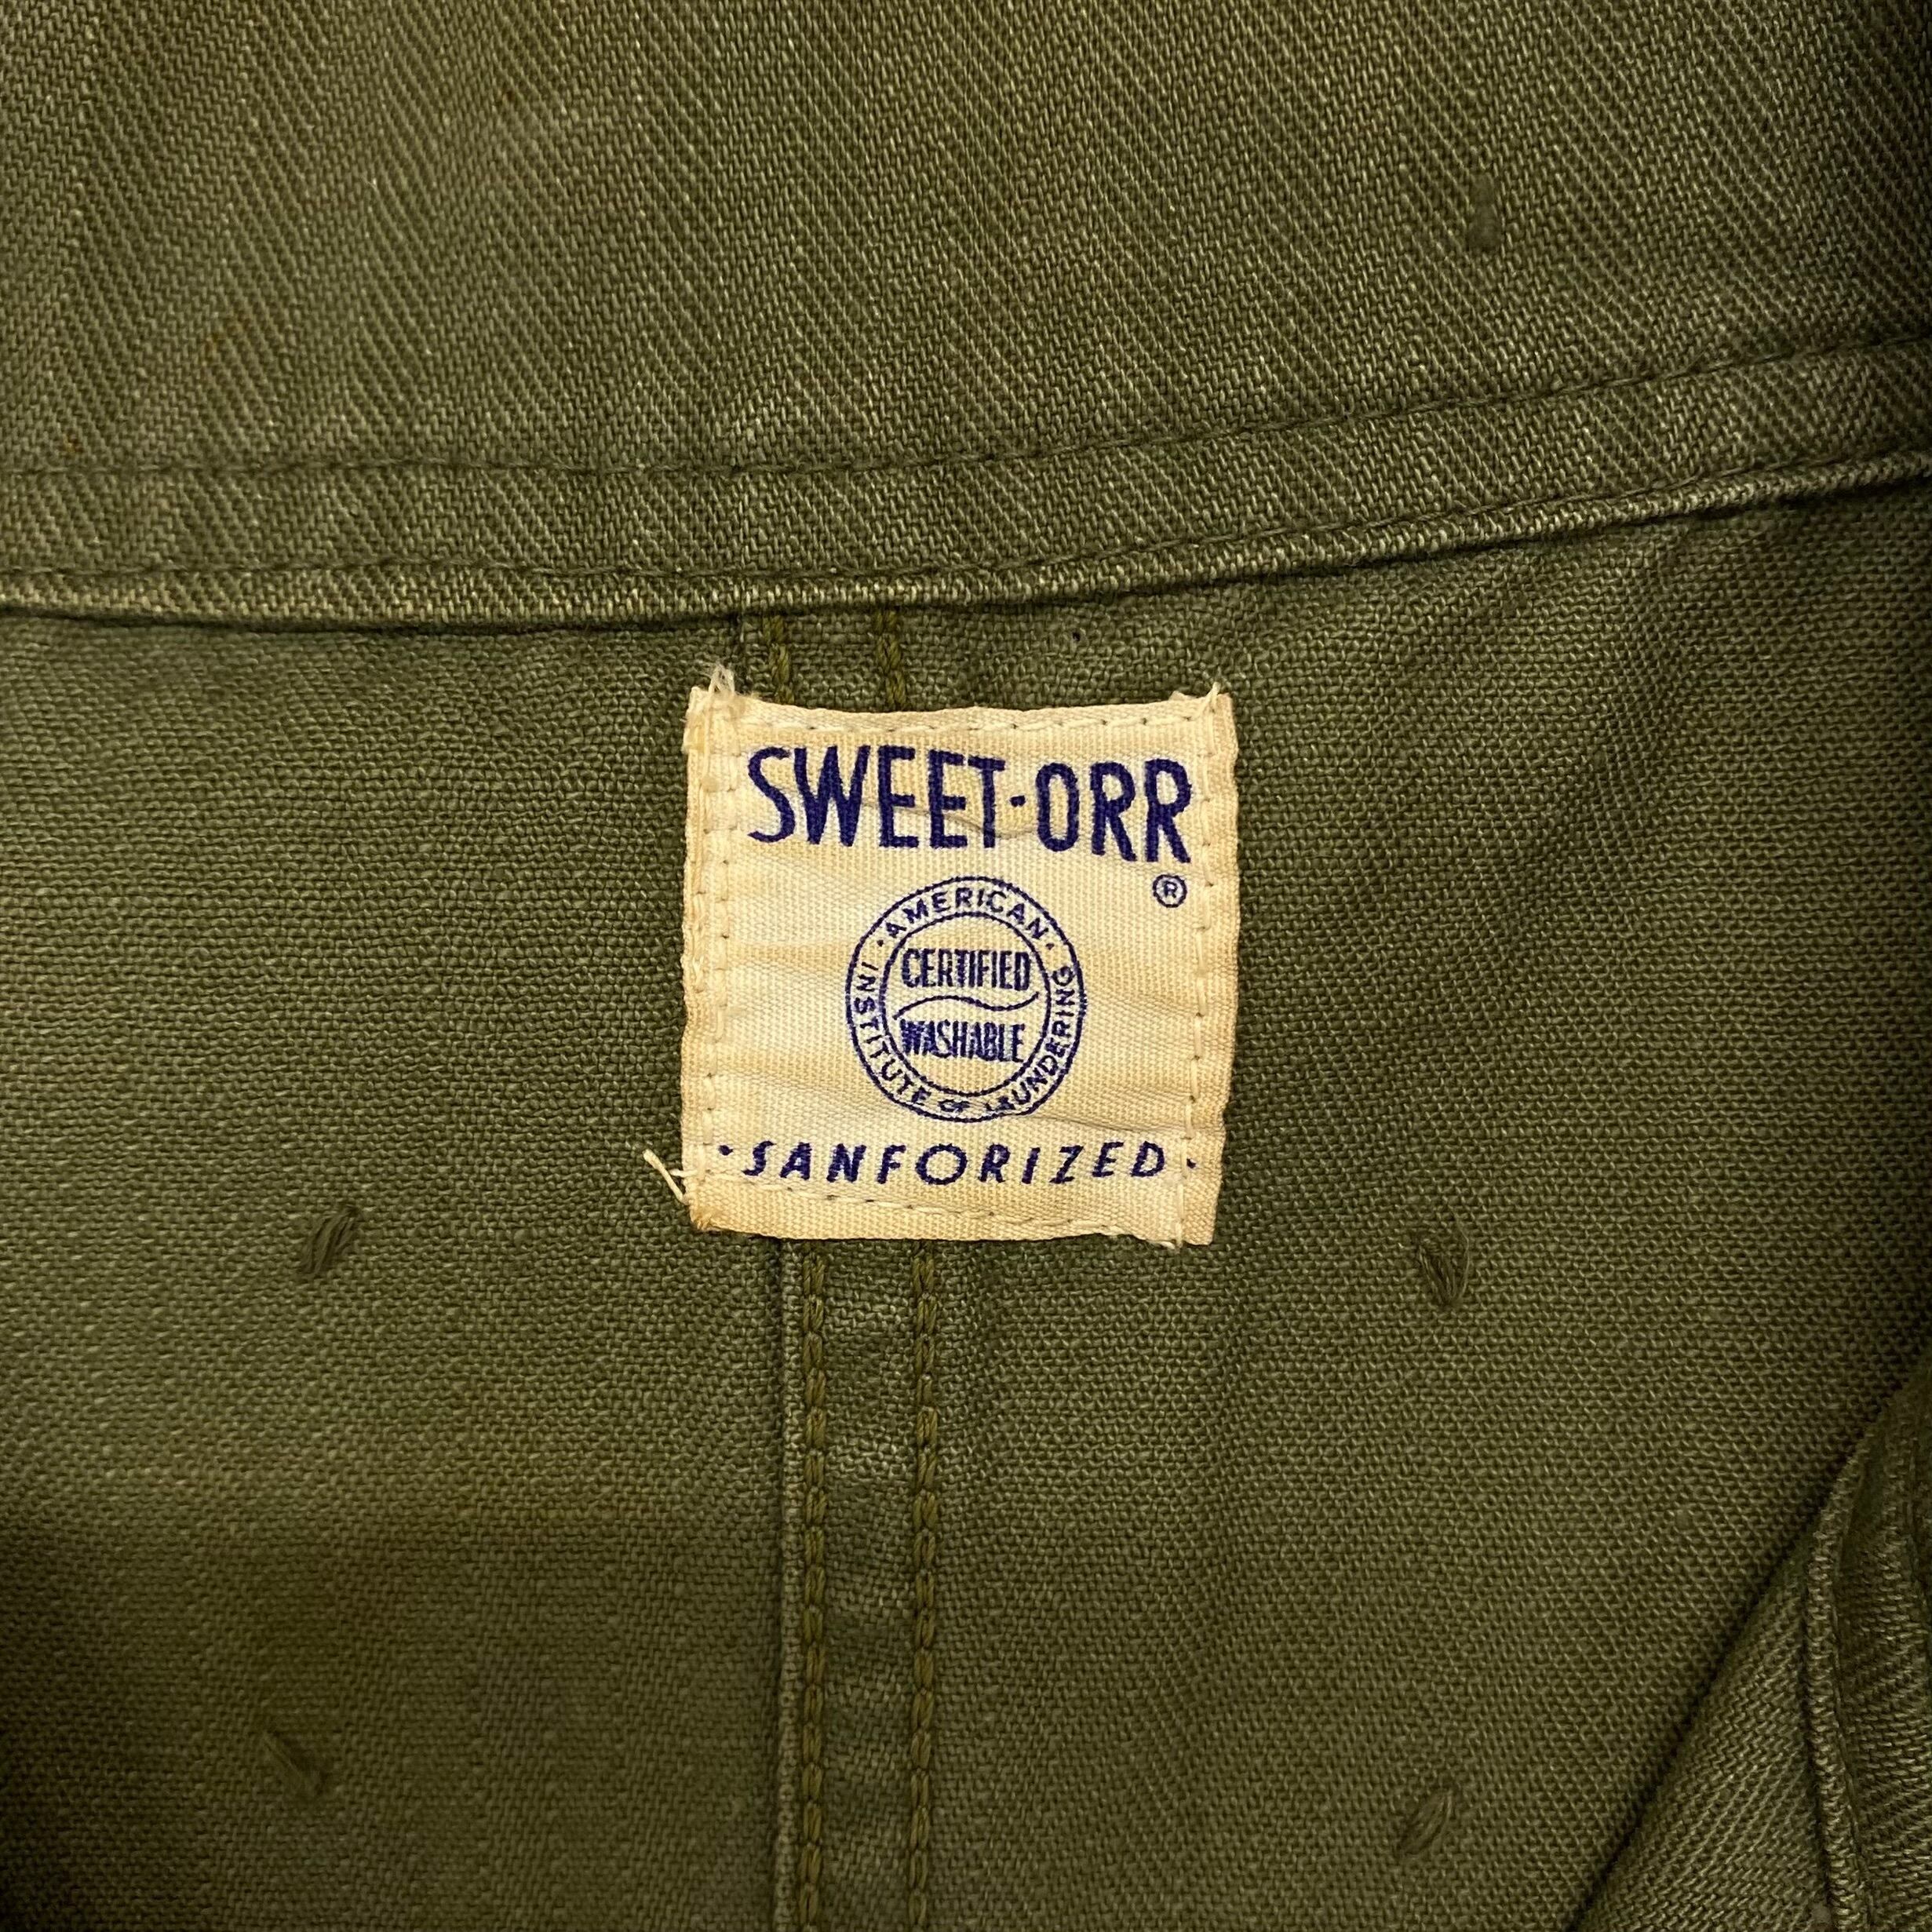 SWEET·ORR
®
· AMERICAN ·
INSTITUTE OF LAUNDERING
CERTIFIED
WASHABLE
· SANFORIZED ·